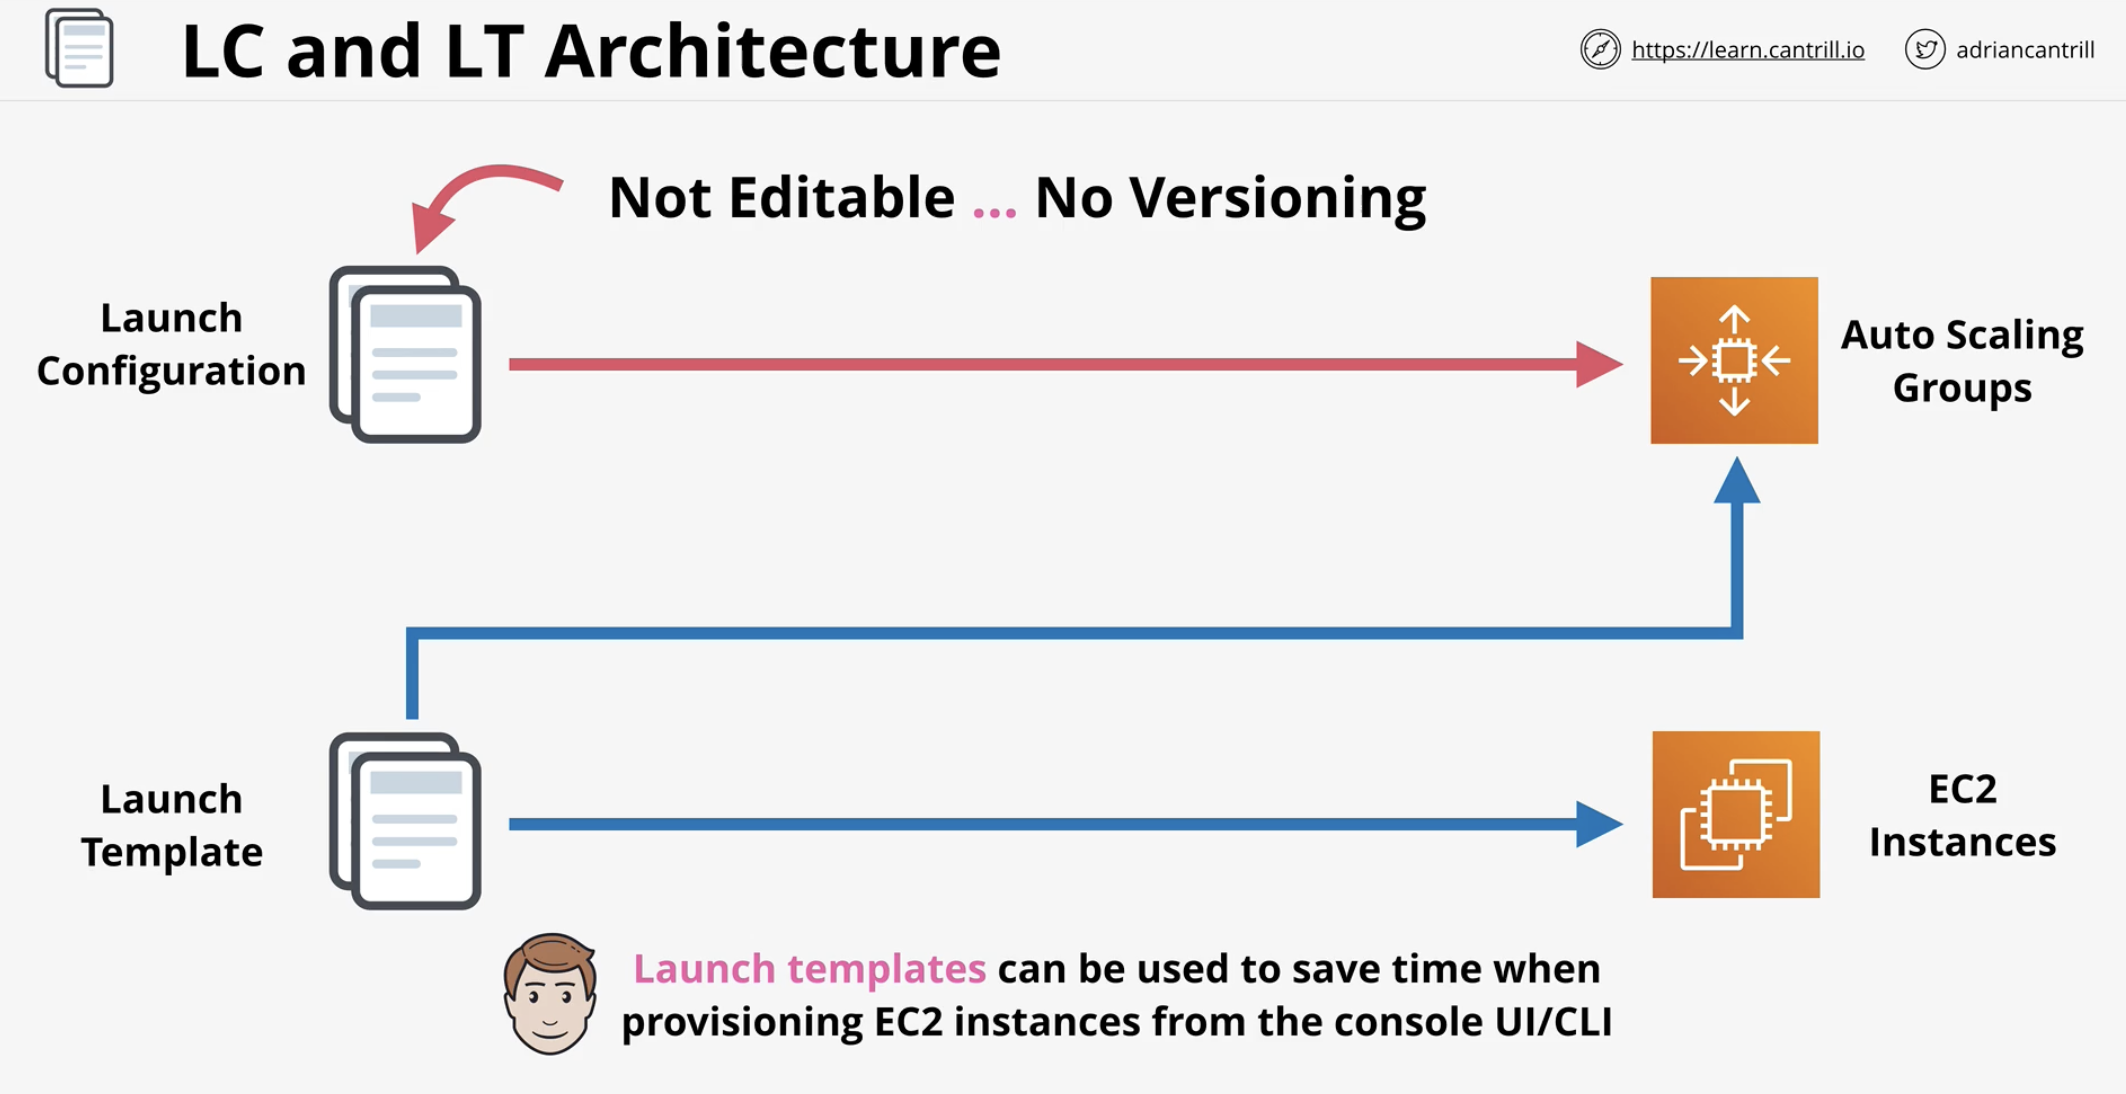 LC and LT Architecture
https://learn.cantrill.io
adriancantrill
Not Editable ... No Versioning
Launch
Configuration
Auto Scaling
Groups
Launch
Template
EC2
Instances
Launch templates can be used to save time when
provisioning EC2 instances from the console UI/CLI